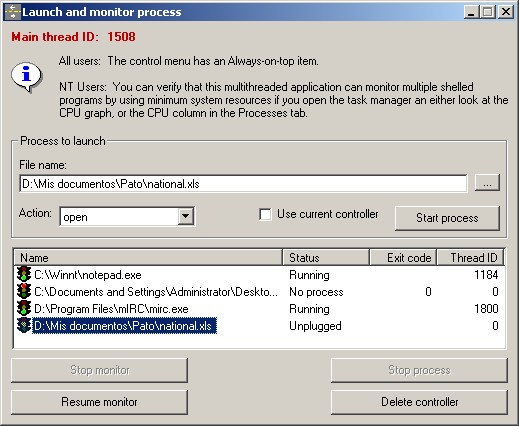 Launch and monitor process
Main thread ID: 1508
All users: The control menu has an Always-on-top item.
NT Users: You can verify that this multithreaded application can monitor multiple shelled
programs by using minimum system resources if you open the task manager an either look at the
CPU graph, or the CPU column in the Processes tab.
Process to launch
File name:
D:\Mis documentos\Pato\national.xls
...
Action: open Use current controller Start process
Name Status Exit code Thread ID
C:\Winnt\notepad.exe Running 1184
C:\Documents and Settings\Administrator\Deskto... No process 0 0
D:\Program Files\mIRC\mirc.exe Running 1800
D:\Mis documentos\Pato\national.xls Unplugged 0
Stop monitor Stop process
Resume monitor Delete controller